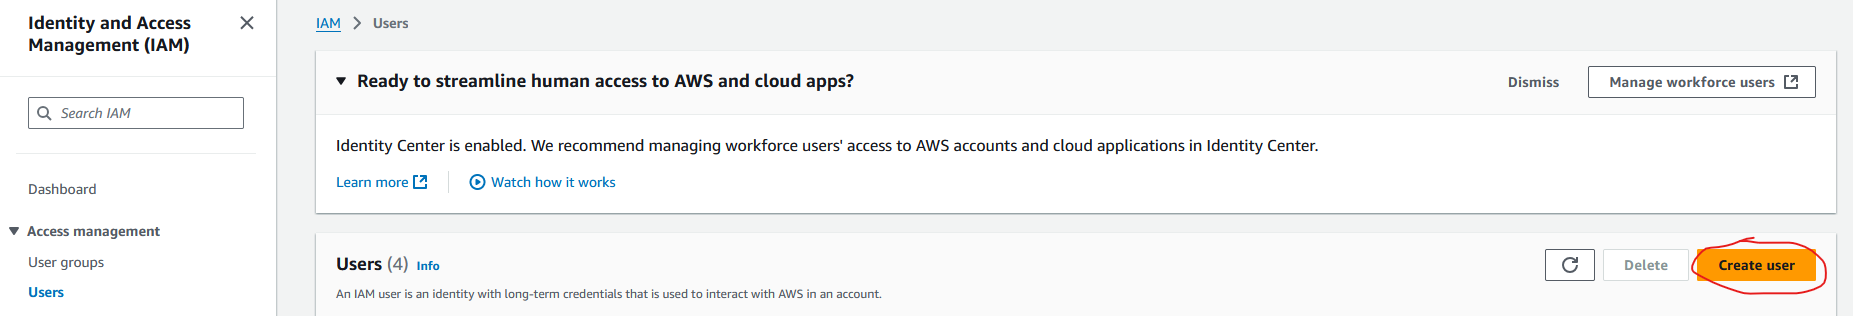 Identity and Access
Management (IAM)
Search IAM
Dashboard
Access management
User groups
Users
IAM > Users
Ready to streamline human access to AWS and cloud apps?
Dismiss
Manage workforce users
Identity Center is enabled. We recommend managing workforce users' access to AWS accounts and cloud applications in Identity Center.
Learn more
Watch how it works
Users (4) Info
Delete
Create user
An IAM user is an identity with long-term credentials that is used to interact with AWS in an account.